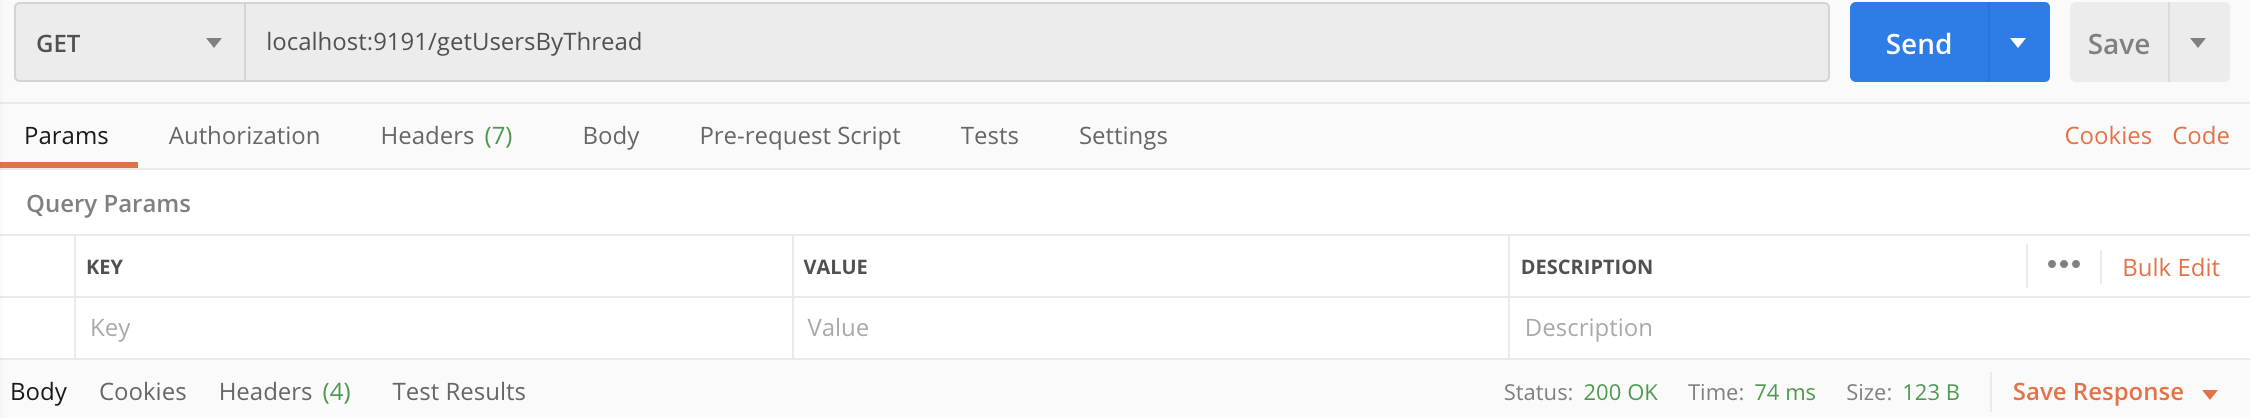 GET localhost:9191/getUsersByThread Send Save
Params Authorization Headers (7) Body Pre-request Script Tests Settings Cookies Code
Query Params
KEY VALUE DESCRIPTION ••• Bulk Edit
Key Value Description
Body Cookies Headers (4) Test Results Status: 200 OK Time: 74 ms Size: 123 B Save Response